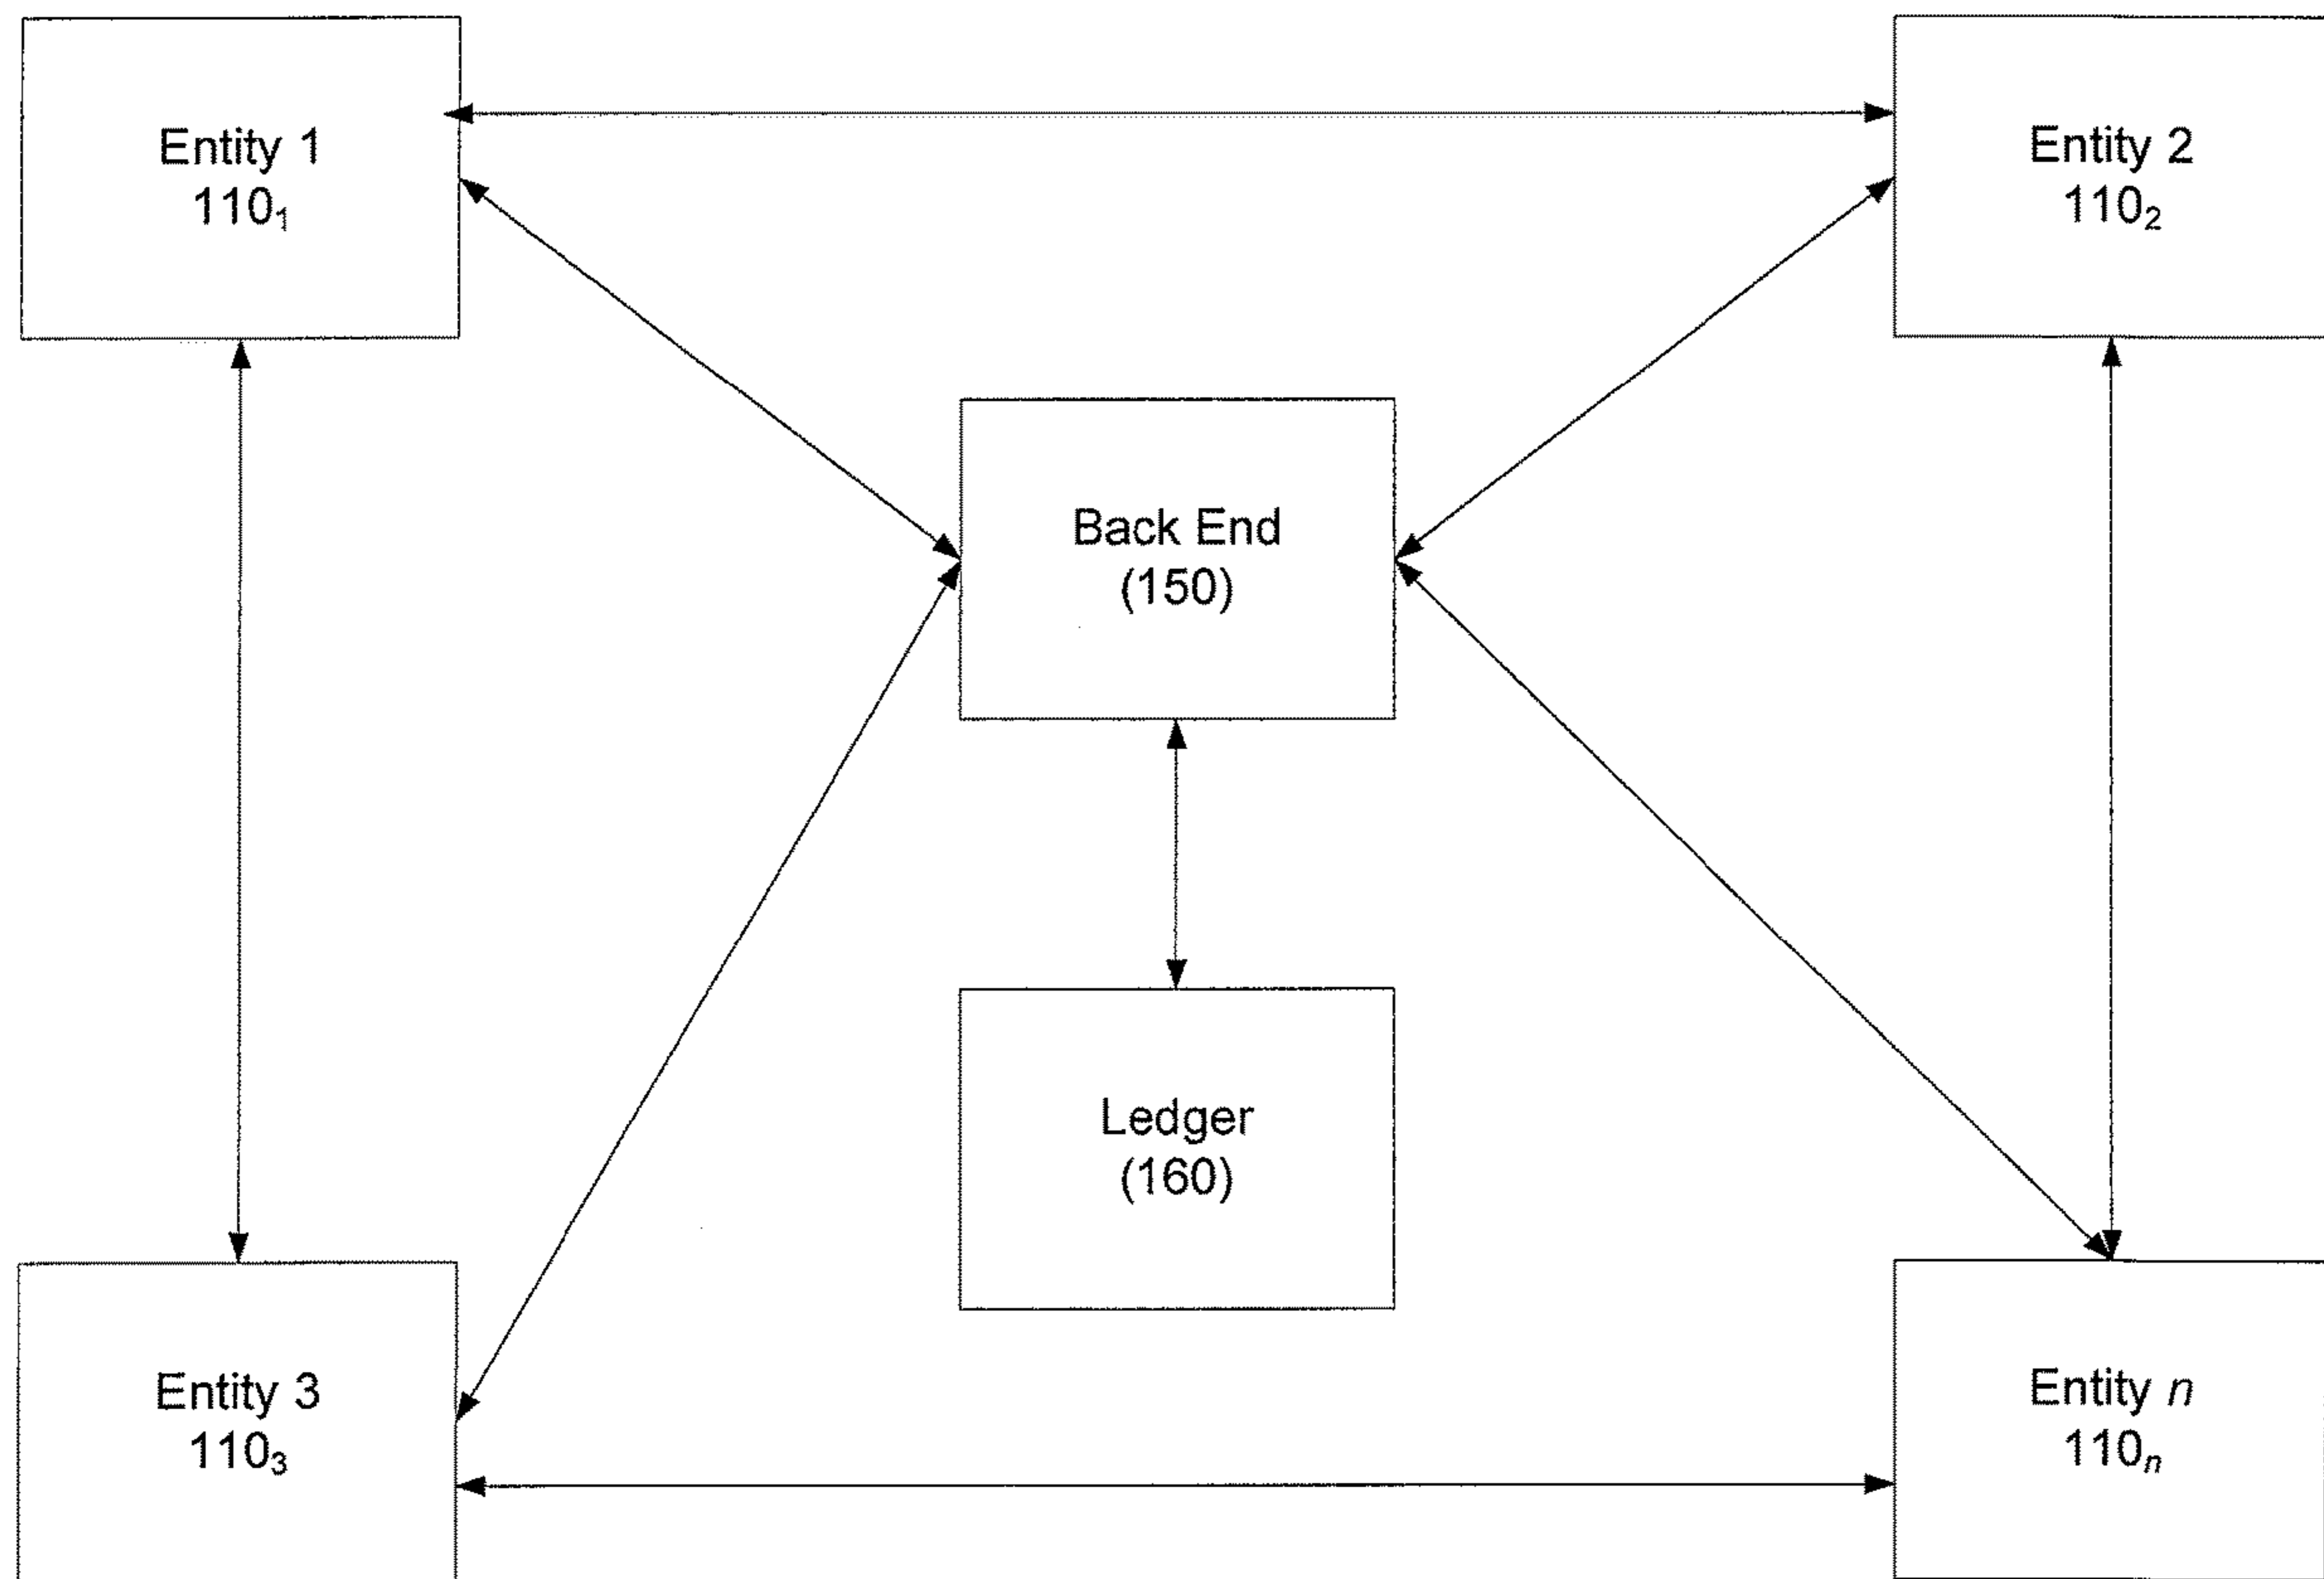 Entity 1
110₁
Entity 2
110₂
Back End
(150)
Ledger
(160)
Entity 3
110₃
Entity n
110ₙ